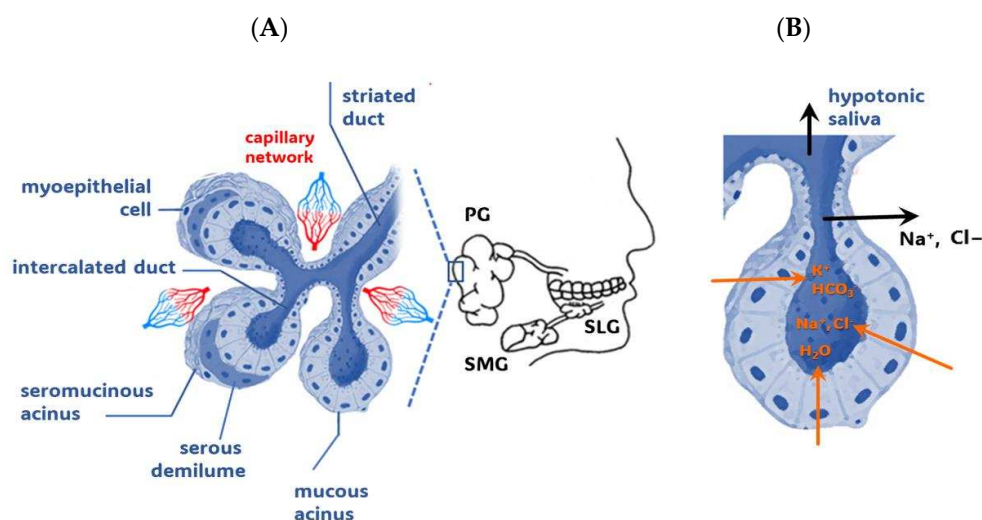 (A)
striated
duct
capillary
network
myoepithelial
cell
intercalated duct
seromucinous
acinus
serous
demilume
mucous
acinus
PG
SLG
SMG
(B)
hypotonic
saliva
Na⁺, Cl–
K⁺
HCO₃⁻
Na⁺, Cl⁻
H₂O